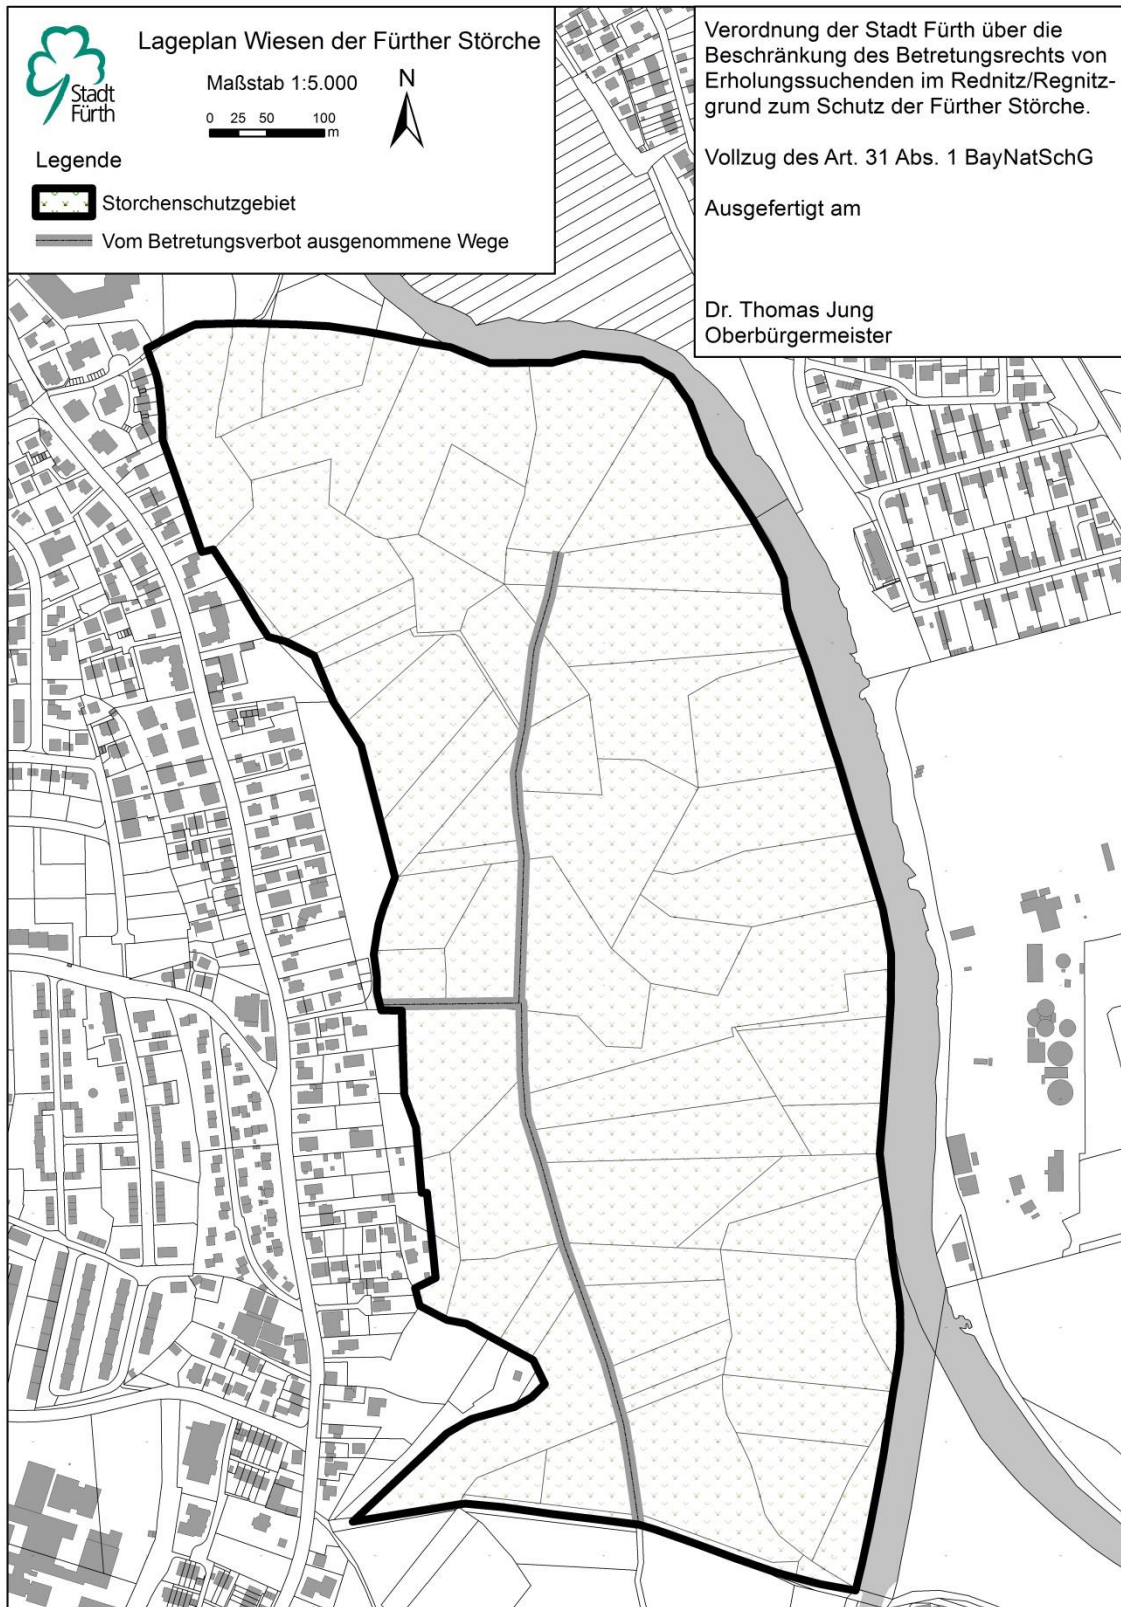 Stadt
Fürth
Lageplan Wiesen der Fürther Störche
Maßstab 1:5.000
N
0 25 50 100
m
Legende
Storchenschutzgebiet
Vom Betretungsverbot ausgenommene Wege
Verordnung der Stadt Fürth über die
Beschränkung des Betretungsrechts von
Erholungssuchenden im Rednitz/Regnitz-
grund zum Schutz der Fürther Störche.
Vollzug des Art. 31 Abs. 1 BayNatSchG
Ausgefertigt am
Dr. Thomas Jung
Oberbürgermeister